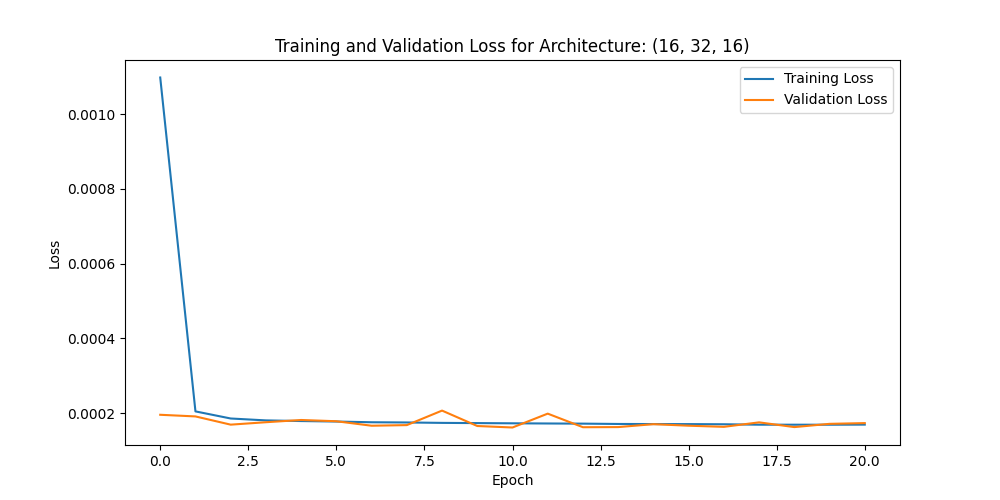 Training and Validation Loss for Architecture: (16, 32, 16)
Training Loss
Validation Loss
0.0010
0.0008
0.0006
0.0004
0.0002
Loss
0.0 2.5 5.0 7.5 10.0 12.5 15.0 17.5 20.0
Epoch